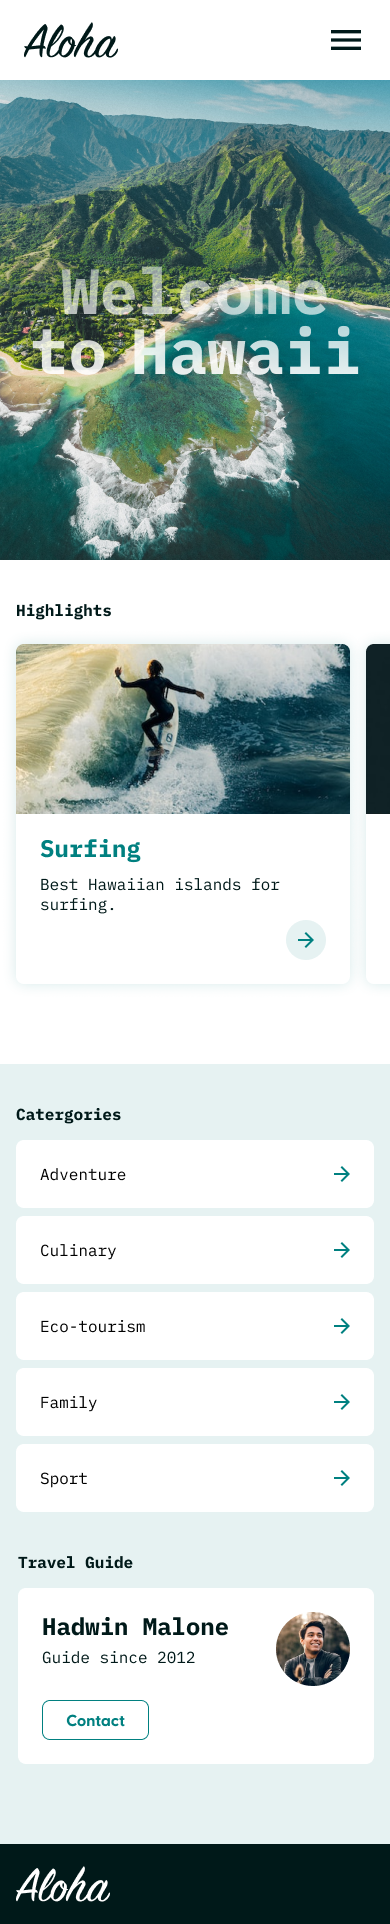 Aloha
Welcome
to Hawaii
Highlights
Surfing
Best Hawaiian islands for
surfing.
Catergories
Adventure
Culinary
Eco-tourism
Family
Sport
Travel Guide
Hadwin Malone
Guide since 2012
Contact
Aloha